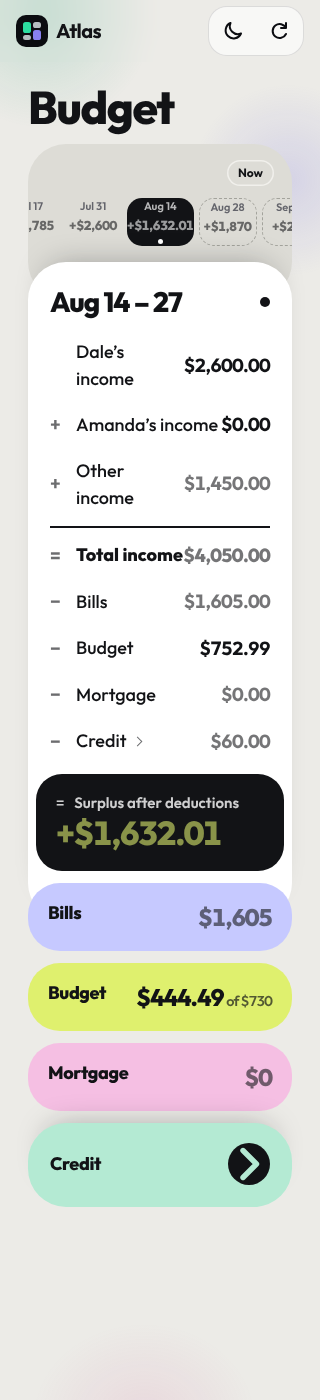 Atlas
Budget
Now
l 17 Jul 31 Aug 14 Aug 28 Sep
,785 +$2,600 +$1,632.01 +$1,870 +$2
Aug 14 – 27
Dale's
income $2,600.00
+ Amanda's income $0.00
+ Other
income $1,450.00
= Total income $4,050.00
− Bills $1,605.00
− Budget $752.99
− Mortgage $0.00
− Credit $60.00
= Surplus after deductions
+$1,632.01
Bills $1,605
Budget $444.49 of $730
Mortgage $0
Credit